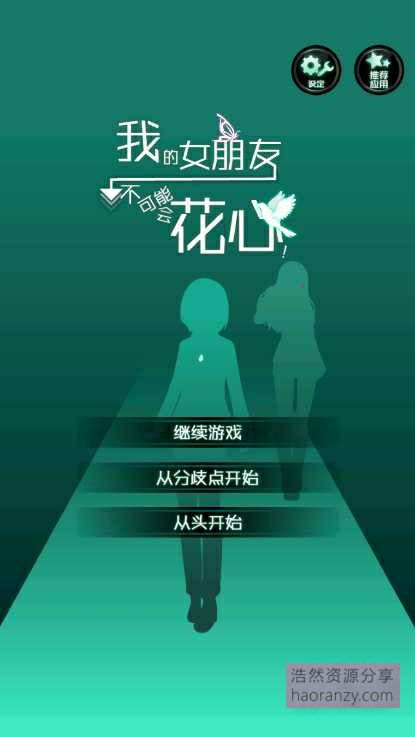 设定
推荐
应用
我的女朋友
不可能会花心!
继续游戏
从分歧点开始
从头开始
浩然资源分享
haoranzy.com